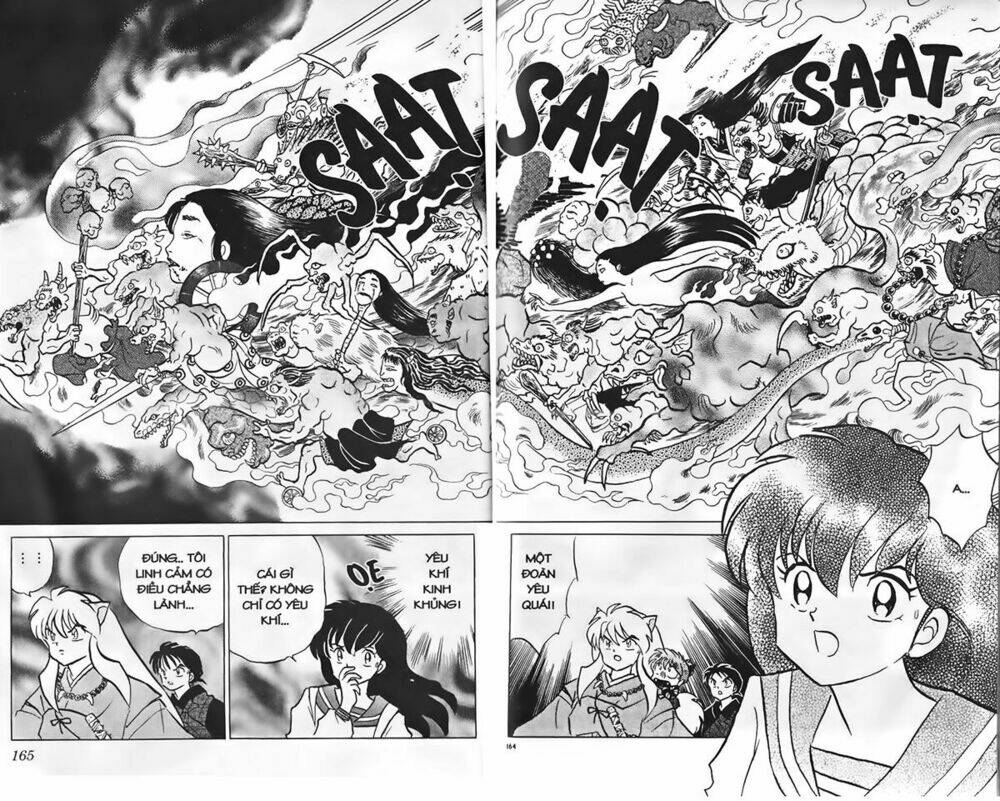 SAAT
SAAT
SAAT
A...
MỘT
ĐOÀN
YÊU
QUÁI!
164
YÊU
KHÍ
KINH
KHỦNG!
OẸ
CÁI GÌ
THẾ? KHÔNG
CHỈ CÓ YÊU
KHÍ...
ĐÚNG.. TÔI
LINH CẢM CÓ
ĐIỀU CHẲNG
LÀNH...
: :
165